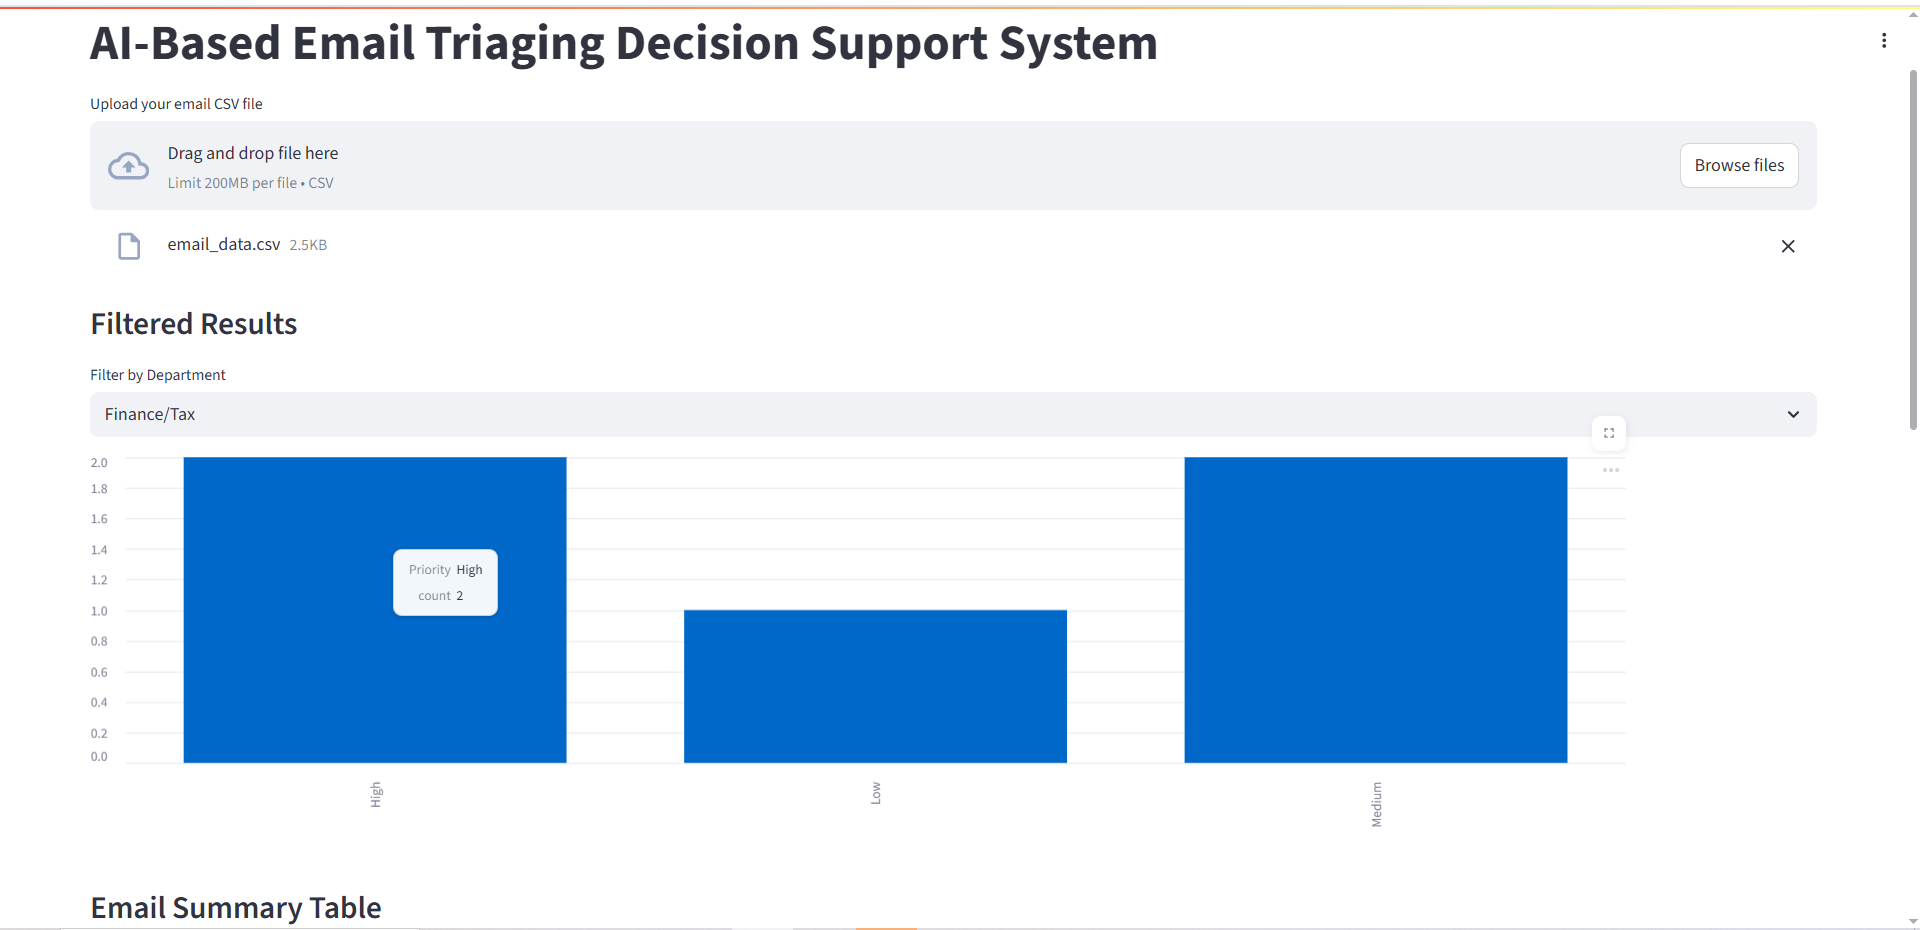 AI-Based Email Triaging Decision Support System
Upload your email CSV file
Drag and drop file here
Limit 200MB per file • CSV
Browse files
email_data.csv 2.5KB
Filtered Results
Filter by Department
Finance/Tax
2.0
1.8
1.6
1.4
1.2
1.0
0.8
0.6
0.4
0.2
0.0
Priority High
count 2
High
Low
Medium
Email Summary Table